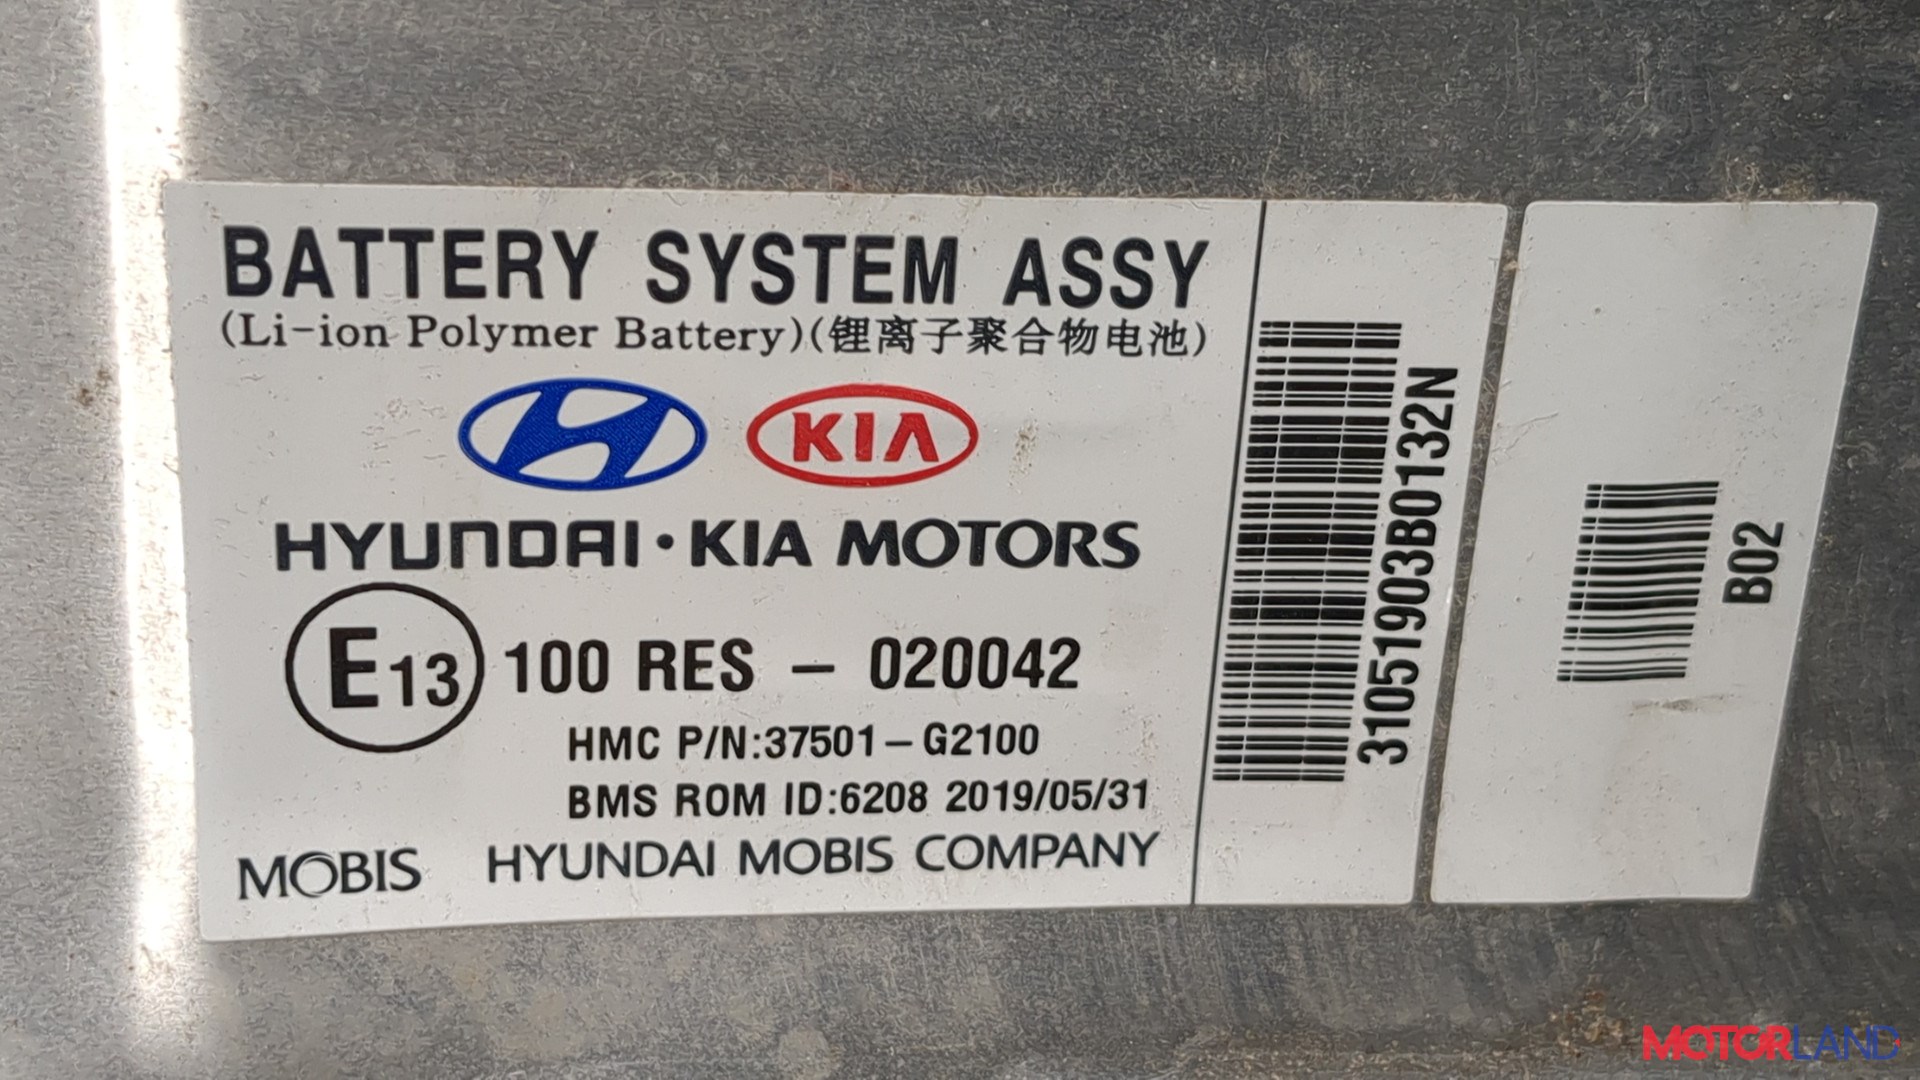 BATTERY SYSTEM ASSY
(Li-ion Polymer Battery)(锂离子聚合物电池)
KIA
HYUNDAI·KIA MOTORS
E13 100 RES – 020042
HMC P/N:37501–G2100
BMS ROM ID:6208 2019/05/31
MOBIS HYUNDAI MOBIS COMPANY
31051903B0132N
B02
MOTORLAND